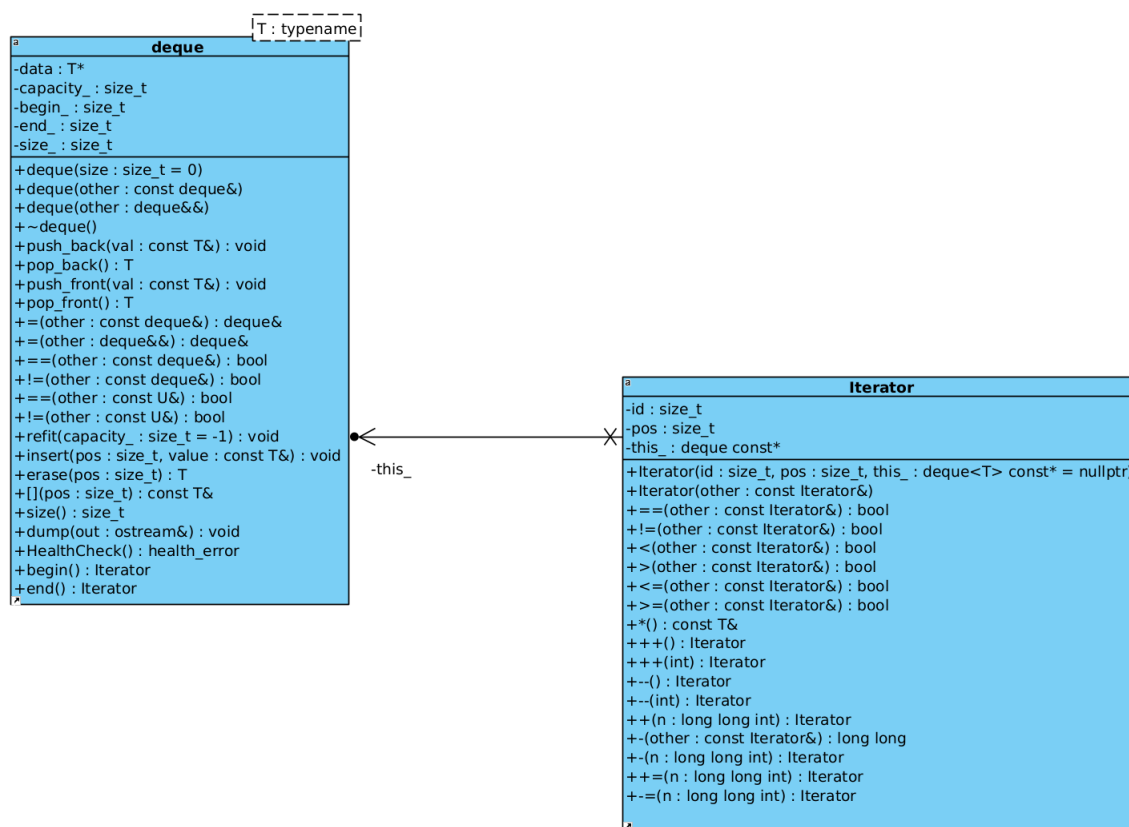 T : typename
a
deque
-data : T*
-capacity_ : size_t
-begin_ : size_t
-end_ : size_t
-size_ : size_t
+deque(size : size_t = 0)
+deque(other : const deque&)
+deque(other : deque&&)
+~deque()
+push_back(val : const T&) : void
+pop_back() : T
+push_front(val : const T&) : void
+pop_front() : T
+=(other : const deque&) : deque&
+=(other : deque&&) : deque&
+==(other : const deque&) : bool
+!=(other : const deque&) : bool
+==(other : const U&) : bool
+!=(other : const U&) : bool
+refit(capacity_ : size_t = -1) : void
+insert(pos : size_t, value : const T&) : void
+erase(pos : size_t) : T
+[](pos : size_t) : const T&
+size() : size_t
+dump(out : ostream&) : void
+HealthCheck() : health_error
+begin() : Iterator
+end() : Iterator
-this_
a
Iterator
-id : size_t
-pos : size_t
-this_ : deque const*
+Iterator(id : size_t, pos : size_t, this_ : deque<T> const* = nullptr)
+Iterator(other : const Iterator&)
+==(other : const Iterator&) : bool
+!=(other : const Iterator&) : bool
+<(other : const Iterator&) : bool
+>(other : const Iterator&) : bool
+<=(other : const Iterator&) : bool
+>=(other : const Iterator&) : bool
+*() : const T&
+++() : Iterator
+++(int) : Iterator
+--() : Iterator
+--(int) : Iterator
++(n : long long int) : Iterator
+-(other : const Iterator&) : long long
+-(n : long long int) : Iterator
++=(n : long long int) : Iterator
+-=(n : long long int) : Iterator